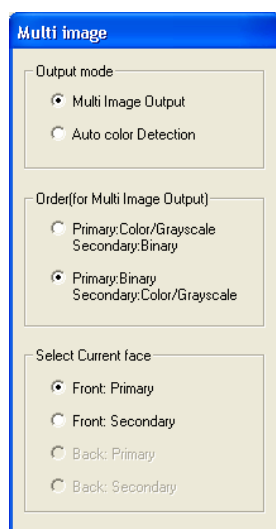 Multi image
Output mode
Multi Image Output
Auto color Detection
Order(for Multi Image Output)
Primary:Color/Grayscale
Secondary:Binary
Primary:Binary
Secondary:Color/Grayscale
Select Current face
Front: Primary
Front: Secondary
Back: Primary
Back: Secondary